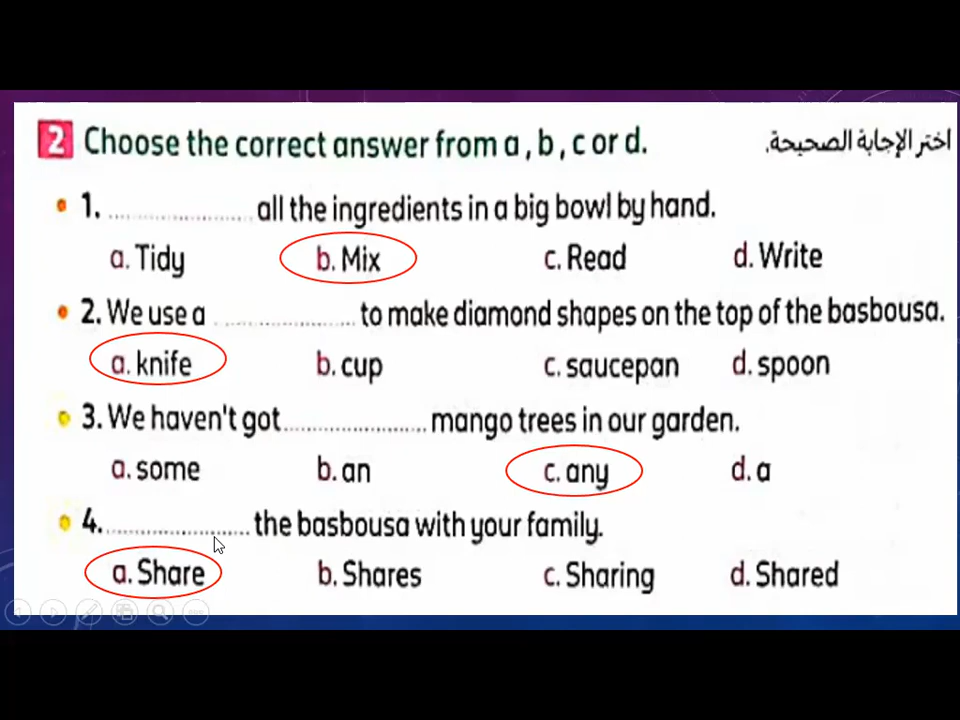 2 Choose the correct answer from a , b , c or d. اختر الإجابة الصحيحة.
1. .................... all the ingredients in a big bowl by hand.
a. Tidy b. Mix c. Read d. Write
2. We use a .................... to make diamond shapes on the top of the basbousa.
a. knife b. cup c. saucepan d. spoon
3. We haven't got .................... mango trees in our garden.
a. some b. an c. any d. a
4. .................... the basbousa with your family.
a. Share b. Shares c. Sharing d. Shared